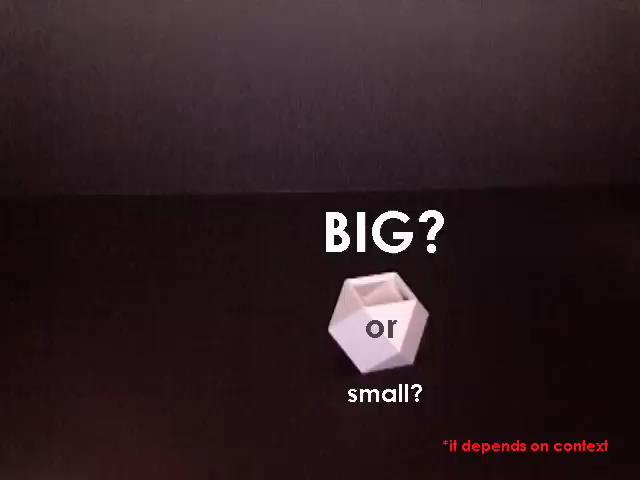 BIG?
or
small?
*it depends on context